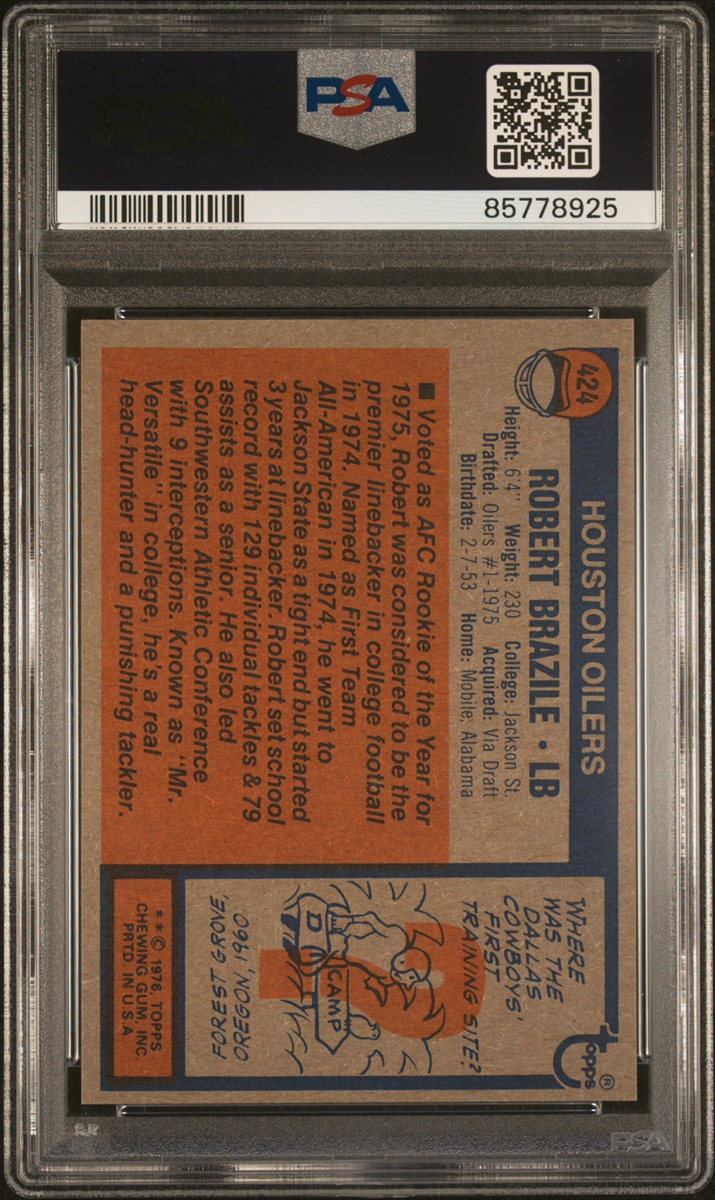 PSA
85778925
424
HOUSTON OILERS
ROBERT BRAZILE • LB
Height: 6'4" Weight: 230 College: Jackson St.
Drafted: Oilers #1-1975 Acquired: Via Draft
Birthdate: 2-7-53 Home: Mobile, Alabama
■ Voted as AFC Rookie of the Year for
1975, Robert was considered to be the
premier linebacker in college football
in 1974. Named as First Team
All-American in 1974, he went to
Jackson State as a tight end but started
3 years at linebacker. Robert set school
record with 129 individual tackles & 79
assists as a senior. He also led
Southwestern Athletic Conference
with 9 interceptions. Known as "Mr.
Versatile" in college, he's a real
head-hunter and a punishing tackler.
Topps®
WHERE
WAS THE
DALLAS
COWBOYS'
FIRST
TRAINING SITE?
?
CAMP
D
FOREST GROVE,
OREGON, 1960
**© 1976, TOPPS
CHEWING GUM, INC
PRTD. IN U.S.A
PSA